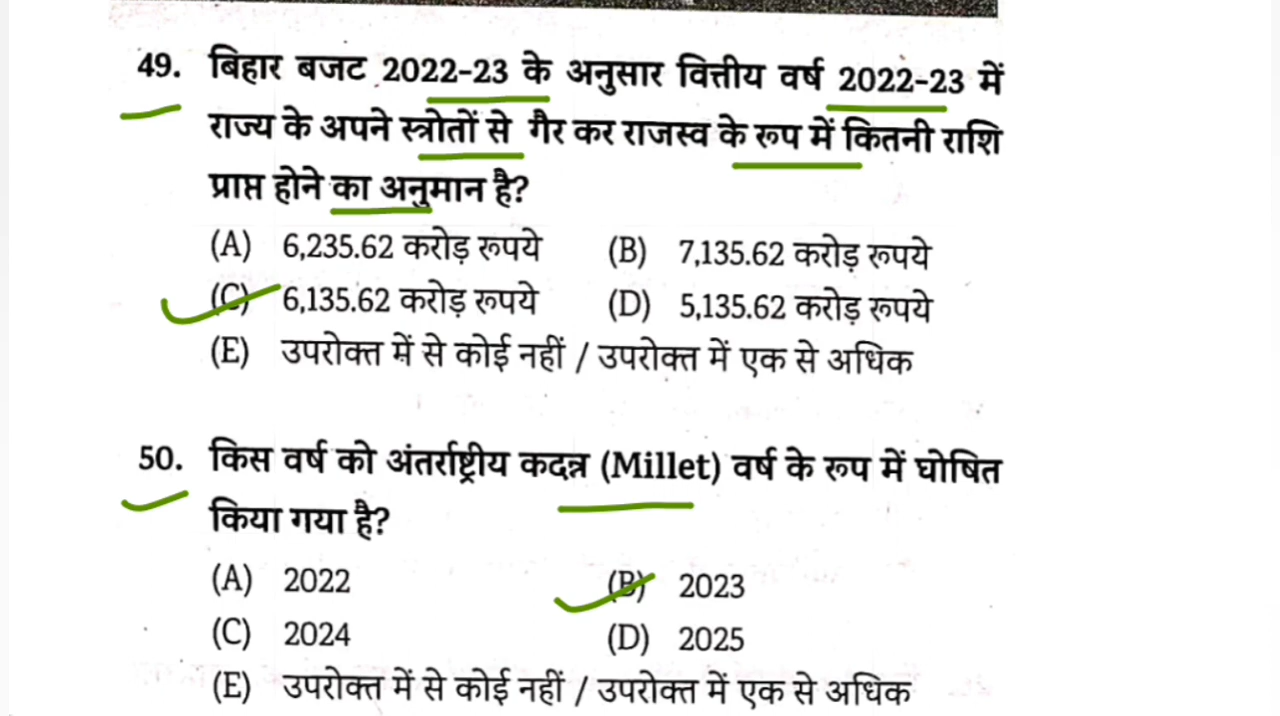 49. बिहार बजट 2022-23 के अनुसार वित्तीय वर्ष 2022-23 में
राज्य के अपने स्त्रोतों से गैर कर राजस्व के रूप में कितनी राशि
प्राप्त होने का अनुमान है?
(A) 6,235.62 करोड़ रूपये (B) 7,135.62 करोड़ रूपये
(C) 6,135.62 करोड़ रूपये (D) 5,135.62 करोड़ रूपये
(E) उपरोक्त में से कोई नहीं / उपरोक्त में एक से अधिक
50. किस वर्ष को अंतर्राष्ट्रीय कदन्न (Millet) वर्ष के रूप में घोषित
किया गया है?
(A) 2022 (B) 2023
(C) 2024 (D) 2025
(E) उपरोक्त में से कोई नहीं / उपरोक्त में एक से अधिक